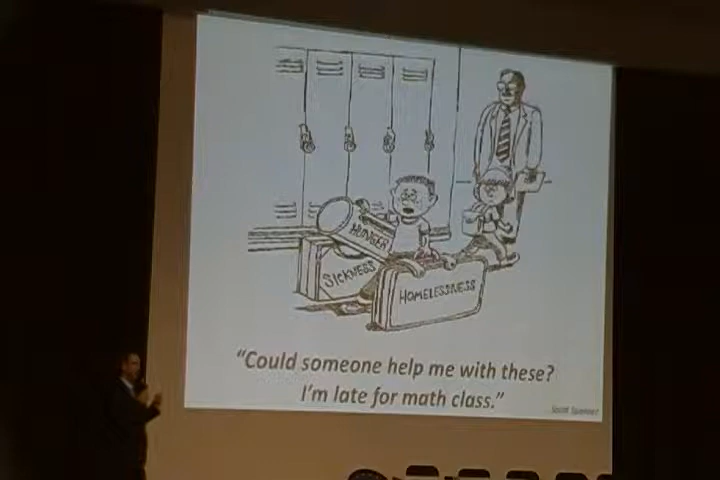 HUNGER
SICKNESS
HOMELESSNESS
"Could someone help me with these?
I'm late for math class."